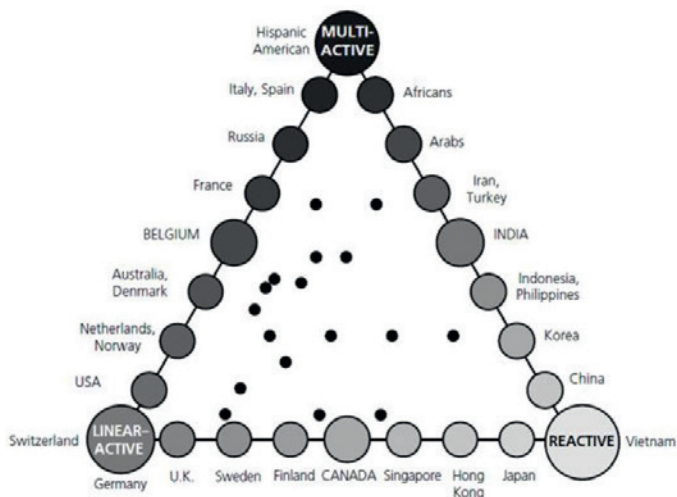 Hispanic
American
MULTI-
ACTIVE
Italy, Spain
Africans
Russia
Arabs
France
Iran,
Turkey
BELGIUM
INDIA
Australia,
Denmark
Indonesia,
Philippines
Netherlands,
Norway
Korea
USA
China
Switzerland
LINEAR-
ACTIVE
REACTIVE
Vietnam
Germany
U.K.
Sweden
Finland
CANADA
Singapore
Hong
Kong
Japan